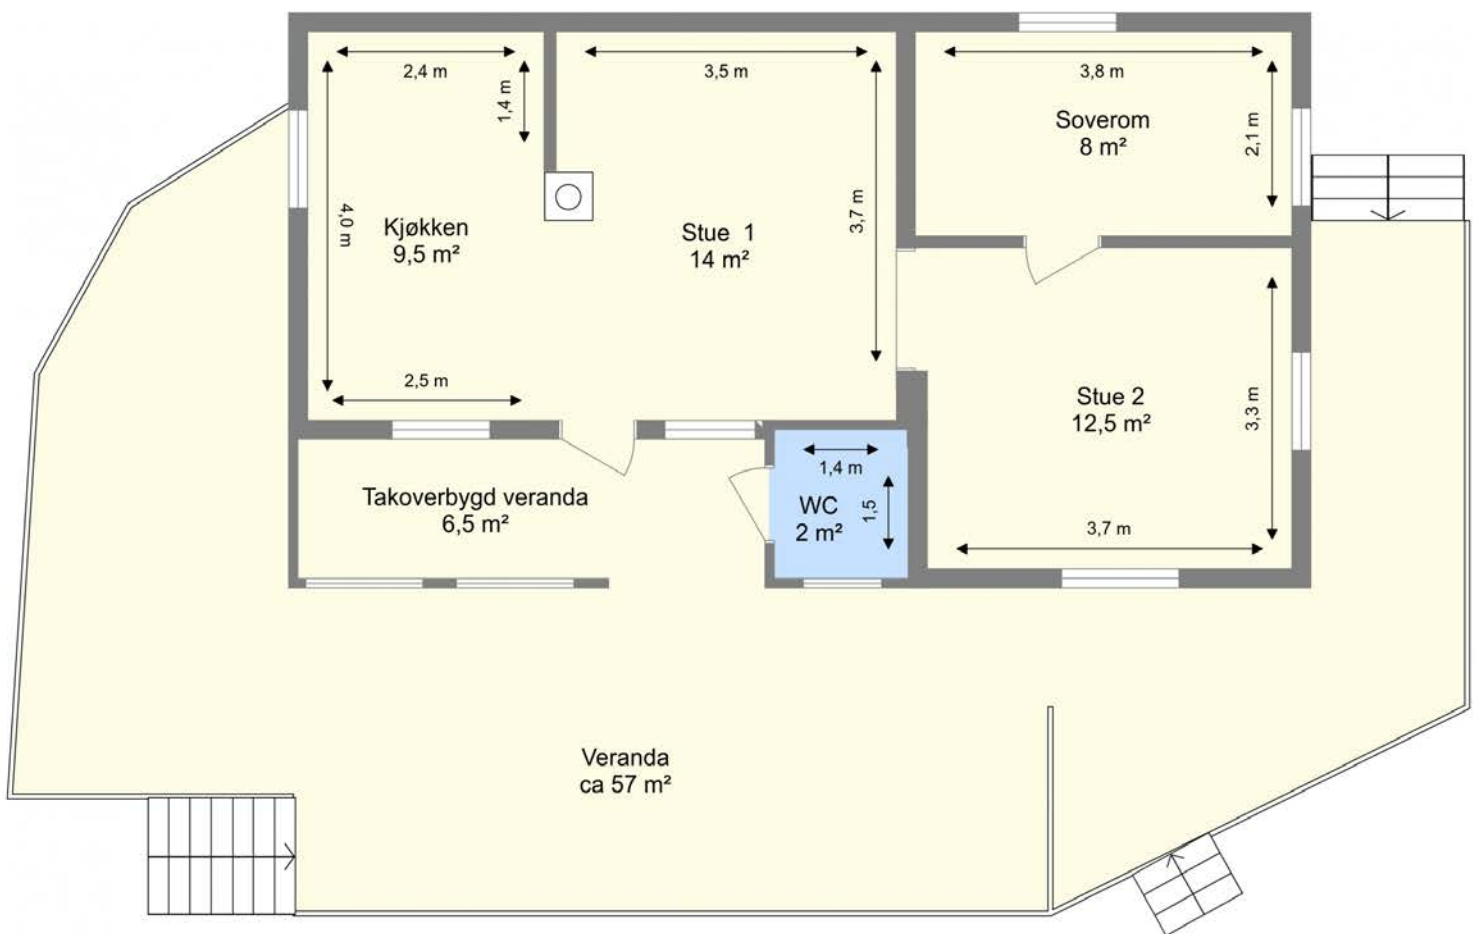 2,4 m
1,4 m
4,0 m
Kjøkken
9,5 m²
2,5 m
3,5 m
3,7 m
Stue 1
14 m²
3,8 m
2,1 m
Soverom
8 m²
Stue 2
12,5 m²
3,3 m
3,7 m
Takoverbygd veranda
6,5 m²
1,4 m
WC
2 m²
1,5
Veranda
ca 57 m²